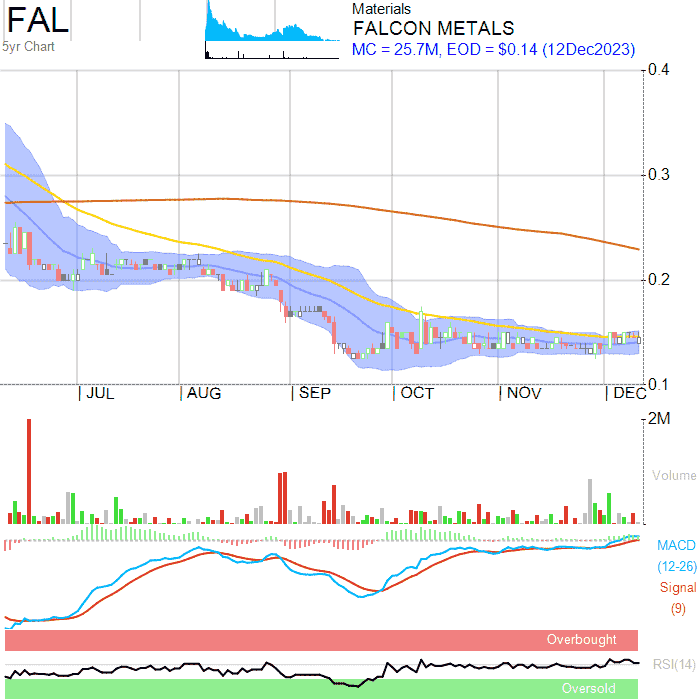 FAL
5yr Chart
Materials
FALCON METALS
MC = 25.7M, EOD = $0.14 (12Dec2023)
0.4
0.3
0.2
0.1
JUL AUG SEP OCT NOV DEC
2M
Volume
MACD
(12-26)
Signal
(9)
Overbought
RSI(14)
Oversold